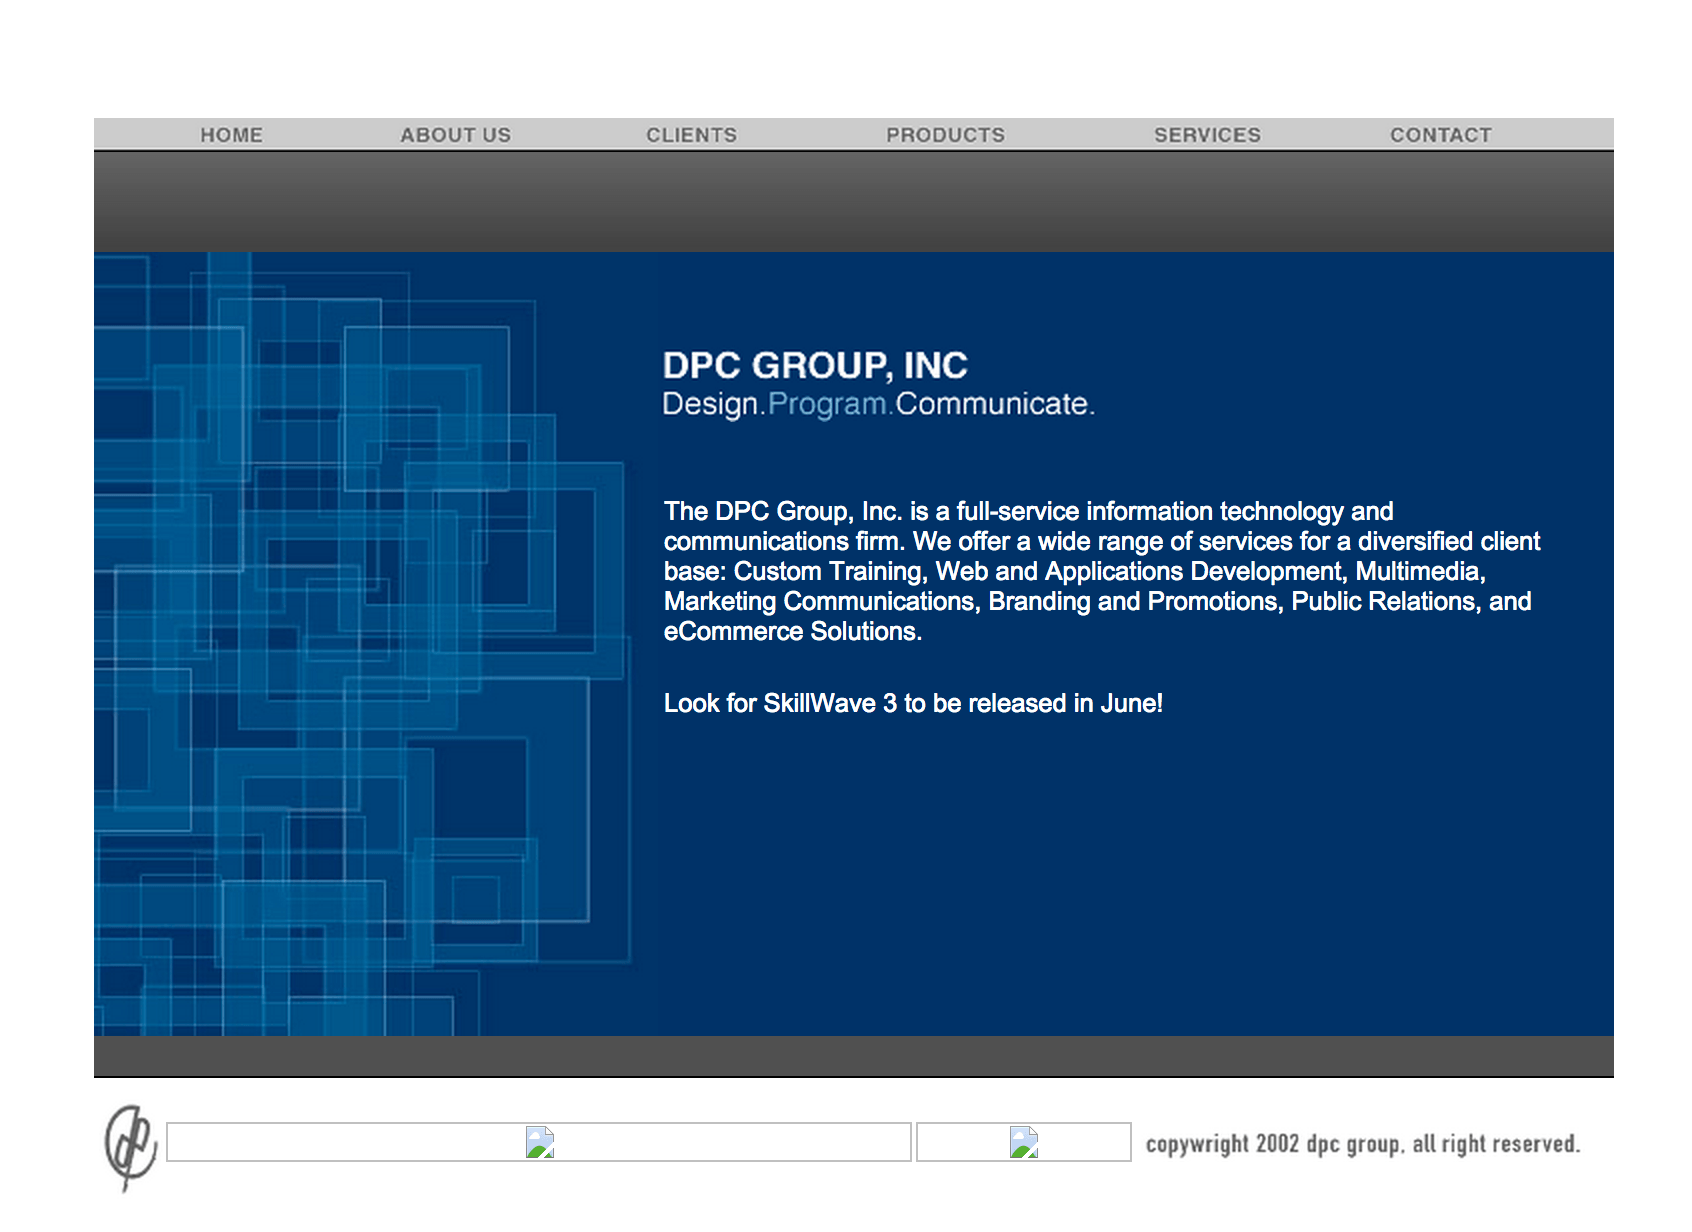 HOME ABOUT US CLIENTS PRODUCTS SERVICES CONTACT
DPC GROUP, INC
Design.Program.Communicate.
The DPC Group, Inc. is a full-service information technology and
communications firm. We offer a wide range of services for a diversified client
base: Custom Training, Web and Applications Development, Multimedia,
Marketing Communications, Branding and Promotions, Public Relations, and
eCommerce Solutions.
Look for SkillWave 3 to be released in June!
copywright 2002 dpc group, all right reserved.